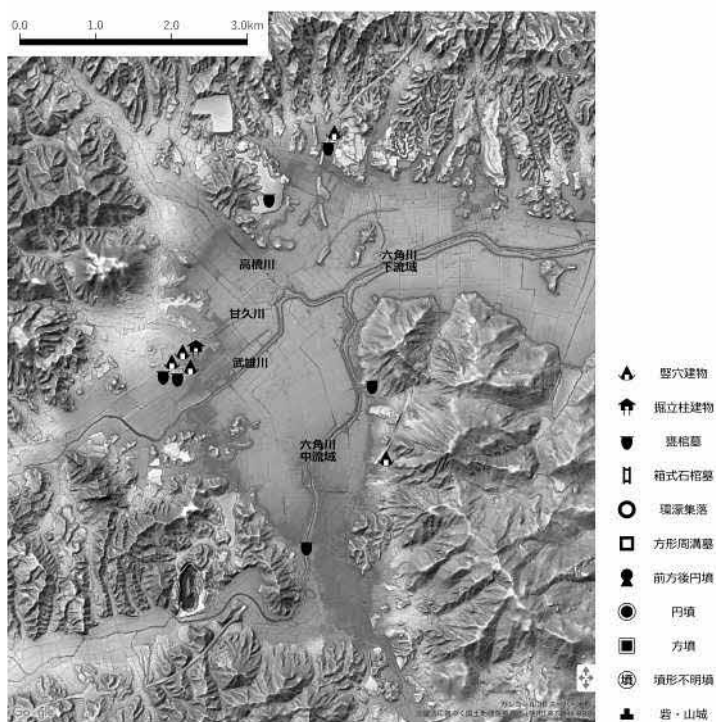 0.0 1.0 2.0 3.0km
高橋川
六角川
下流域
甘久川
武雄川
六角川
中流域
竪穴建物
掘立柱建物
甕棺墓
箱式石棺墓
環濠集落
方形周溝墓
前方後円墳
円墳
方墳
墳
墳形不明墳
砦・山城